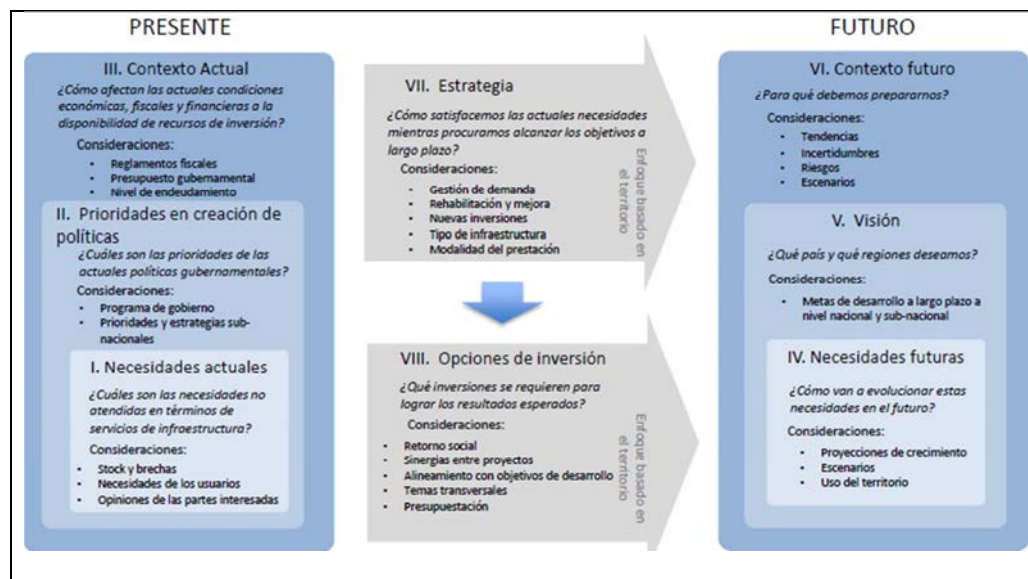 PRESENTE
III. Contexto Actual
¿Cómo afectan las actuales condiciones
económicas, fiscales y financieras a la
disponibilidad de recursos de inversión?
Consideraciones:
• Reglamentos fiscales
• Presupuesto gubernamental
• Nivel de endeudamiento
II. Prioridades en creación de
políticas
¿Cuáles son las prioridades de las
actuales políticas gubernamentales?
Consideraciones:
• Programa de gobierno
• Prioridades y estrategias sub-
nacionales
I. Necesidades actuales
¿Cuáles son las necesidades no
atendidas en términos de
servicios de infraestructura?
Consideraciones:
• Stock y brechas
• Necesidades de los usuarios
• Opiniones de las partes interesadas
VII. Estrategia
¿Cómo satisfacemos las actuales necesidades
mientras procuramos alcanzar los objetivos a
largo plazo?
Consideraciones:
• Gestión de demanda
• Rehabilitación y mejora
• Nuevas inversiones
• Tipo de infraestructura
• Modalidad del prestación
Enfoque basado en
el territorio
VIII. Opciones de inversión
¿Qué inversiones se requieren para
lograr los resultados esperados?
Consideraciones:
• Retorno social
• Sinergias entre proyectos
• Alineamiento con objetivos de desarrollo
• Temas transversales
• Presupuestación
Enfoque basado en
el territorio
FUTURO
VI. Contexto futuro
¿Para qué debemos prepararnos?
Consideraciones:
• Tendencias
• Incertidumbres
• Riesgos
• Escenarios
V. Visión
¿Qué país y qué regiones deseamos?
Consideraciones:
• Metas de desarrollo a largo plazo a
nivel nacional y sub-nacional
IV. Necesidades futuras
¿Cómo van a evolucionar estas
necesidades en el futuro?
Consideraciones:
• Proyecciones de crecimiento
• Escenarios
• Uso del territorio